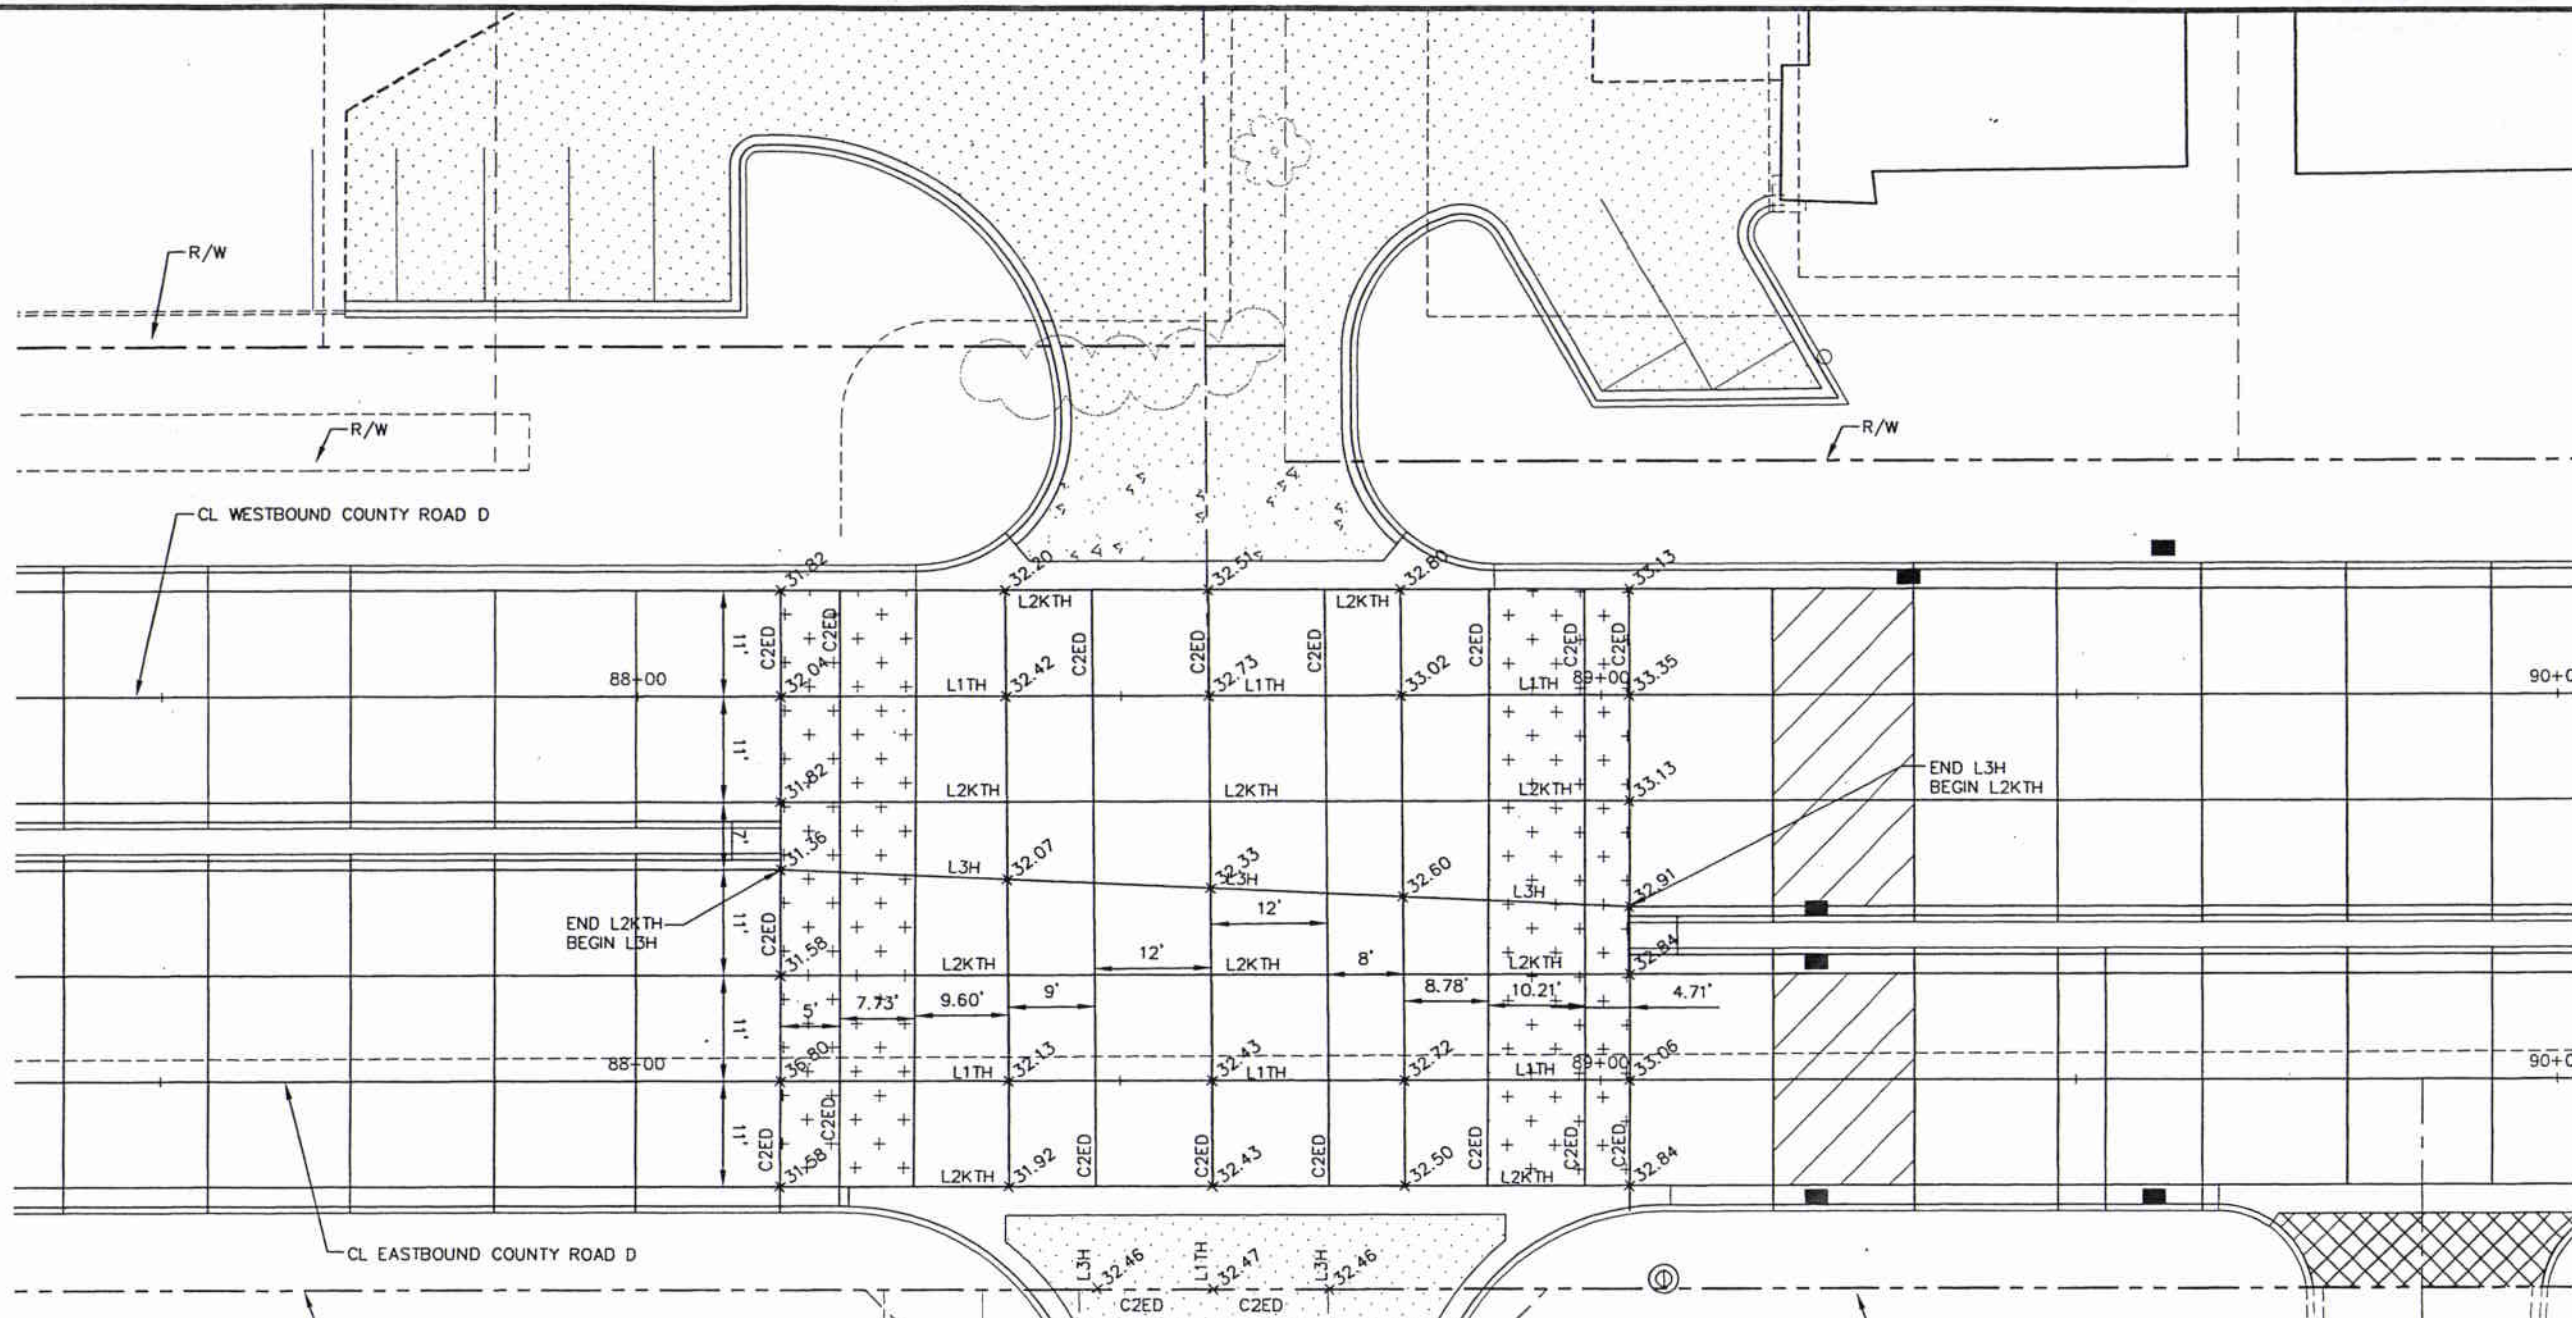 R/W
R/W
R/W
CL WESTBOUND COUNTY ROAD D
31.82
32.20
32.51
32.80
33.13
L2KTH
L2KTH
11'
C2ED
C2ED
C2ED
C2ED
C2ED
C2ED
C2ED
C2ED
88+00
32.04
L1TH
32.42
32.73
L1TH
33.02
L1TH
89+00
33.35
90+0
11'
31.82
L2KTH
L2KTH
L2KTH
33.13
END L3H
BEGIN L2KTH
7'
31.36
L3H
32.07
32.33
L3H
32.60
L3H
32.91
END L2KTH
BEGIN L3H
11'
C2ED
12'
31.58
L2KTH
12'
L2KTH
8'
L2KTH
32.84
5'
7.73'
9.60'
9'
8.78'
10.21'
4.71'
11'
88+00
36.80
L1TH
32.13
32.43
L1TH
32.72
L1TH
89+00
33.06
90+0
11'
C2ED
C2ED
C2ED
C2ED
C2ED
C2ED
C2ED
C2ED
31.58
L2KTH
31.92
32.43
32.50
L2KTH
32.84
CL EASTBOUND COUNTY ROAD D
L3H
32.46
L1TH
32.47
L3H
32.46
C2ED
C2ED